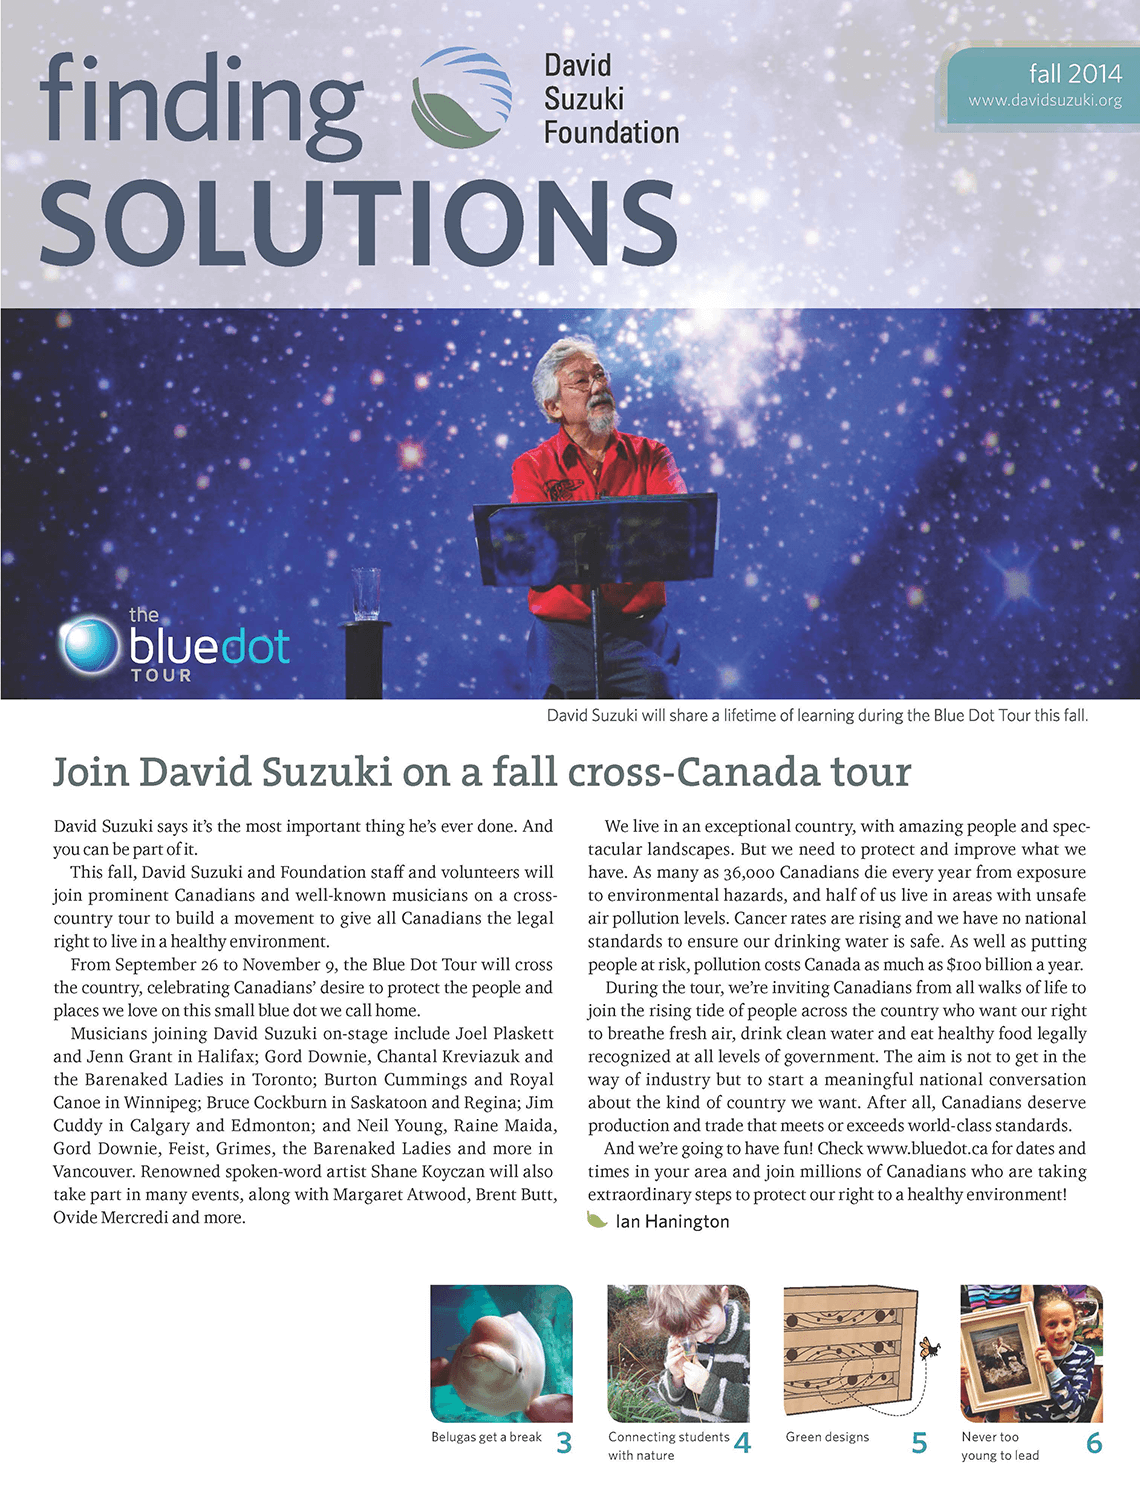 finding
SOLUTIONS
David
Suzuki
Foundation
fall 2014
www.davidsuzuki.org
the
bluedot
TOUR
David Suzuki will share a lifetime of learning during the Blue Dot Tour this fall.
Join David Suzuki on a fall cross-Canada tour
David Suzuki says it’s the most important thing he’s ever done. And
you can be part of it.
This fall, David Suzuki and Foundation staff and volunteers will
join prominent Canadians and well-known musicians on a cross-
country tour to build a movement to give all Canadians the legal
right to live in a healthy environment.
From September 26 to November 9, the Blue Dot Tour will cross
the country, celebrating Canadians’ desire to protect the people and
places we love on this small blue dot we call home.
Musicians joining David Suzuki on-stage include Joel Plaskett
and Jenn Grant in Halifax; Gord Downie, Chantal Kreviazuk and
the Barenaked Ladies in Toronto; Burton Cummings and Royal
Canoe in Winnipeg; Bruce Cockburn in Saskatoon and Regina; Jim
Cuddy in Calgary and Edmonton; and Neil Young, Raine Maida,
Gord Downie, Feist, Grimes, the Barenaked Ladies and more in
Vancouver. Renowned spoken-word artist Shane Koyczan will also
take part in many events, along with Margaret Atwood, Brent Butt,
Ovide Mercredi and more.
We live in an exceptional country, with amazing people and spec-
tacular landscapes. But we need to protect and improve what we
have. As many as 36,000 Canadians die every year from exposure
to environmental hazards, and half of us live in areas with unsafe
air pollution levels. Cancer rates are rising and we have no national
standards to ensure our drinking water is safe. As well as putting
people at risk, pollution costs Canada as much as $100 billion a year.
During the tour, we’re inviting Canadians from all walks of life to
join the rising tide of people across the country who want our right
to breathe fresh air, drink clean water and eat healthy food legally
recognized at all levels of government. The aim is not to get in the
way of industry but to start a meaningful national conversation
about the kind of country we want. After all, Canadians deserve
production and trade that meets or exceeds world-class standards.
And we’re going to have fun! Check www.bluedot.ca for dates and
times in your area and join millions of Canadians who are taking
extraordinary steps to protect our right to a healthy environment!
Ian Hanington
Belugas get a break 3
Connecting students
with nature 4
Green designs 5
Never too
young to lead 6